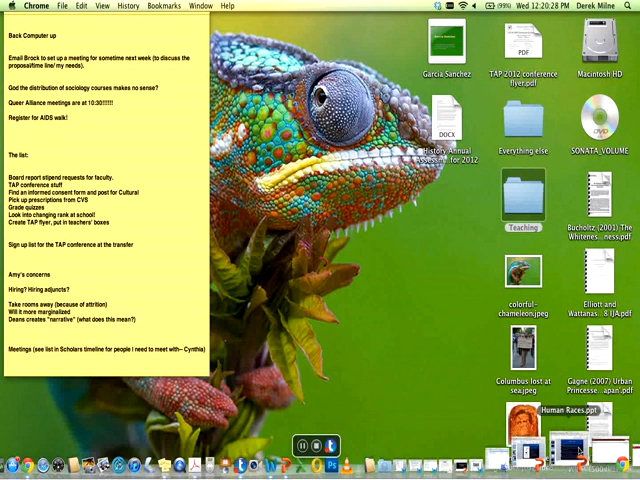 Chrome File Edit View History Bookmarks Window Help
(99%) Wed 12:20:28 PM Derek Milne
Back Computer up
Email Brock to set up a meeting for sometime next week (to discuss the
proposal/time line/ my needs).
God the distribution of sociology courses makes no sense?
Queer Alliance meetings are at 10:30!!!!!!
Register for AIDS walk!
The list:
Board report stipend requests for faculty.
TAP conference stuff
Find an informed consent form and post for Cultural
Pick up prescriptions from CVS
Grade quizzes
Look into changing rank at school!
Create TAP flyer, put in teachers' boxes
Sign up list for the TAP conference at the transfer
Amy's concerns
Hiring? Hiring adjuncts?
Take rooms away (because of attrition)
Will it more marginalized
Deans creates "narrative" (what does this mean?)
Meetings (see list in Scholars timeline for people I need to meet with-- Cynthia)
Garcia Sanchez
PDF
TAP 2012 conference
flyer.pdf
Macintosh HD
DOCX
History Annual
Assessm...for 2012
Everything else
DVD
SONATA_VOLUME
Teaching
Bucholtz (2001) The
Whitenes...ness.pdf
colorful-
chameleon.jpeg
Elliott and
Wattanas...8 IJA.pdf
Columbus lost at
sea.jpeg
Gagne (2007) Urban
Princesse...apan'.pdf
Human Races.ppt